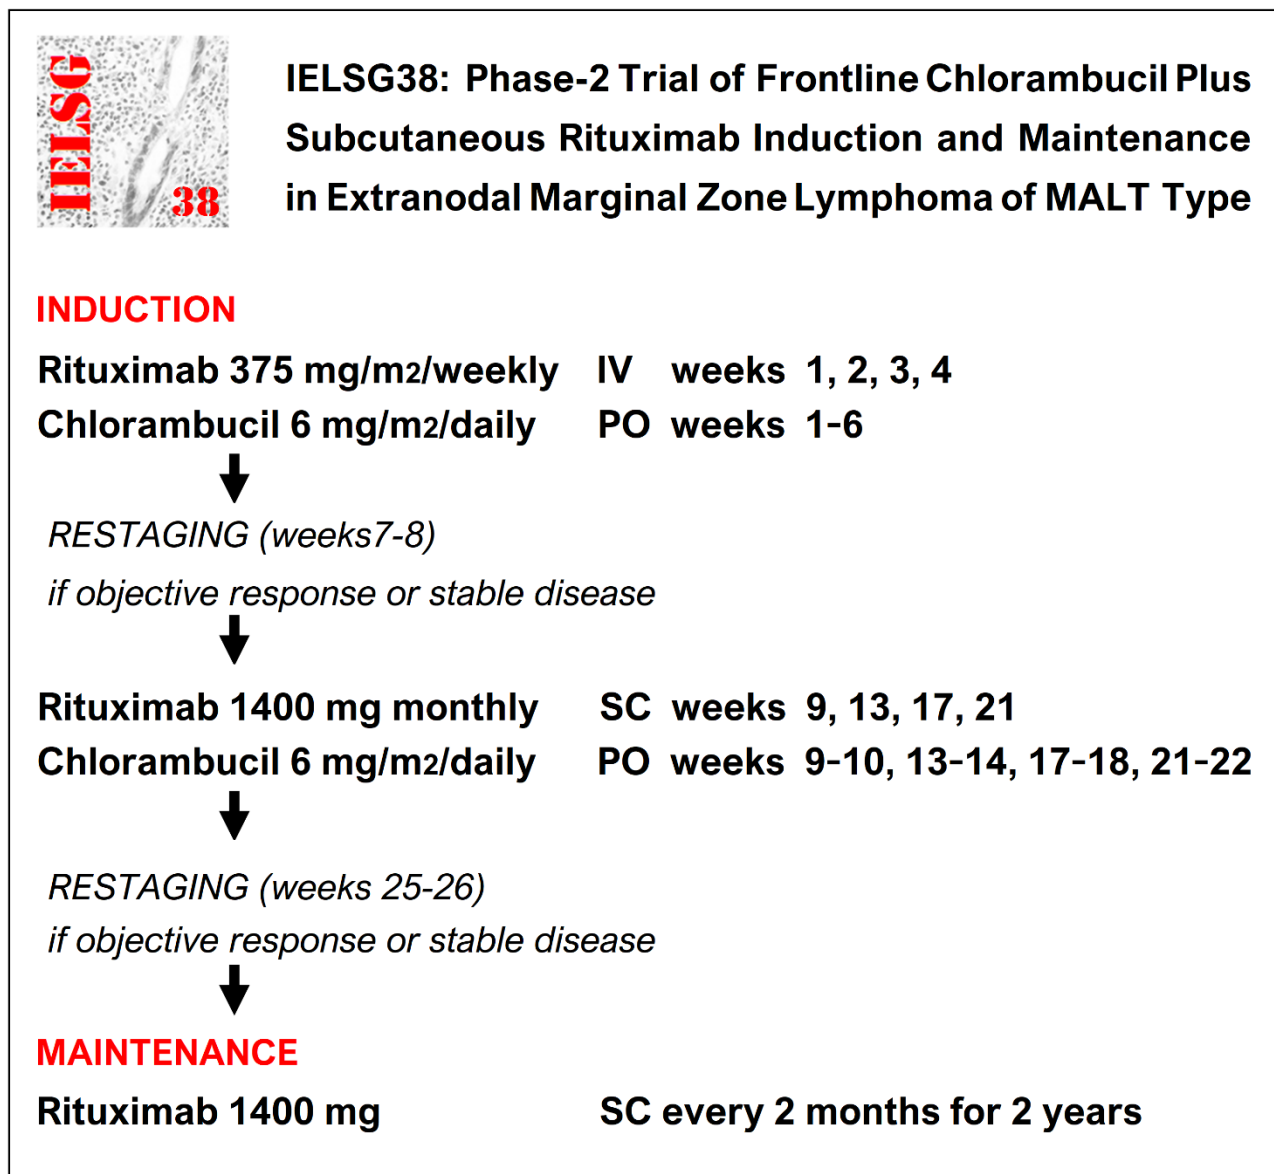 IELSG
38
IELSG38: Phase-2 Trial of Frontline Chlorambucil Plus
Subcutaneous Rituximab Induction and Maintenance
in Extranodal Marginal Zone Lymphoma of MALT Type
INDUCTION
Rituximab 375 mg/m2/weekly IV weeks 1, 2, 3, 4
Chlorambucil 6 mg/m2/daily PO weeks 1-6
RESTAGING (weeks7-8)
if objective response or stable disease
Rituximab 1400 mg monthly SC weeks 9, 13, 17, 21
Chlorambucil 6 mg/m2/daily PO weeks 9-10, 13-14, 17-18, 21-22
RESTAGING (weeks 25-26)
if objective response or stable disease
MAINTENANCE
Rituximab 1400 mg SC every 2 months for 2 years